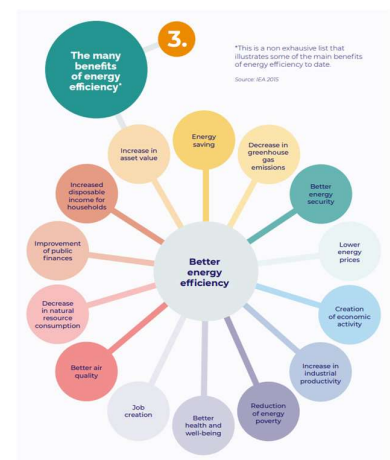 The many
benefits
of energy
efficiency*
3.
*This is a non exhaustive list that
illustrates some of the main benefits
of energy efficiency to date.
Source: IEA 2015
Energy
saving
Decrease in
greenhouse
gas
emissions
Better
energy
security
Lower
energy
prices
Creation
of economic
activity
Increase in
industrial
productivity
Reduction
of energy
poverty
Better
health and
well-being
Job
creation
Better air
quality
Decrease
in natural
resource
consumption
Improvement
of public
finances
Increased
disposable
income for
households
Increase in
asset value
Better
energy
efficiency